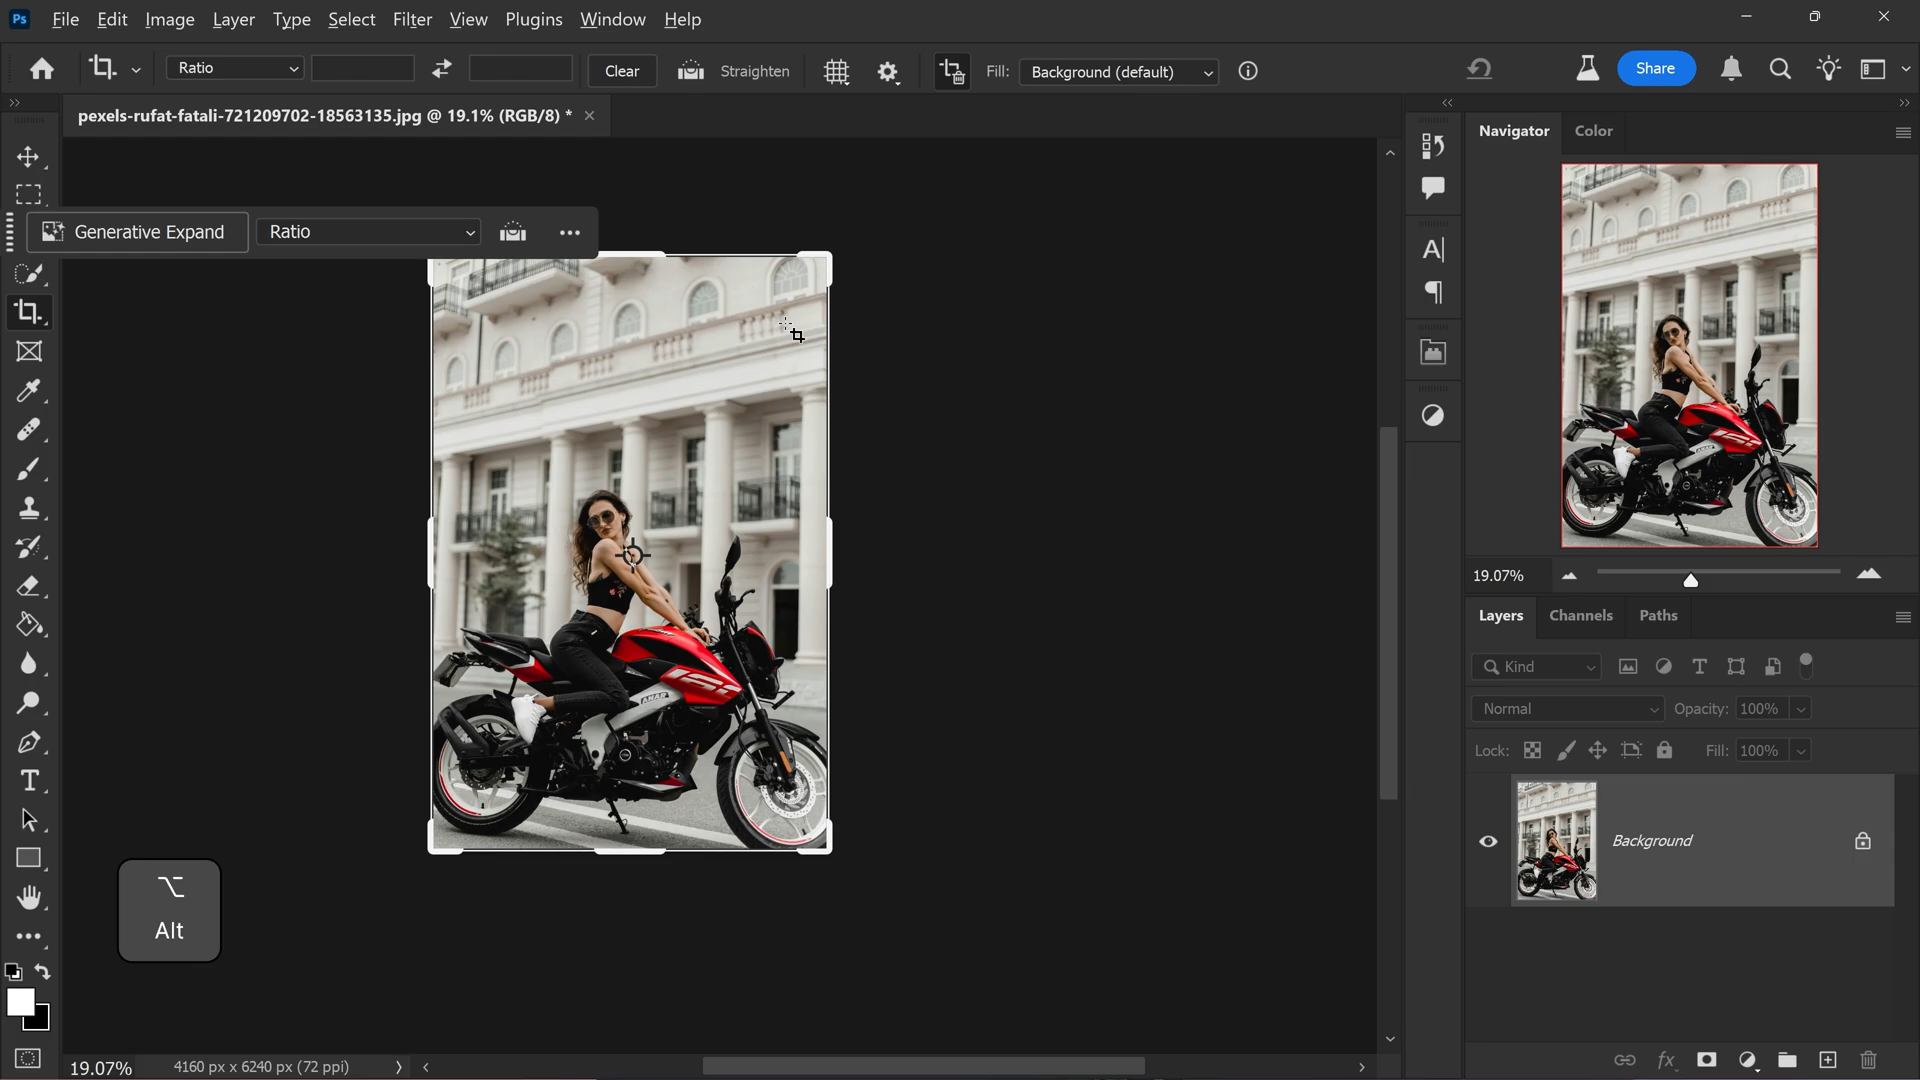 Ps File Edit Image Layer Type Select Filter View Plugins Window Help
Ratio Clear Straighten Fill: Background (default) Share
pexels-rufat-fatali-721209702-18563135.jpg @ 19.1% (RGB/8) *
Navigator Color
Generative Expand Ratio
19.07%
Layers Channels Paths
Kind
Normal Opacity: 100%
Lock: Fill: 100%
Background
Alt
19.07% 4160 px x 6240 px (72 ppi)
fx